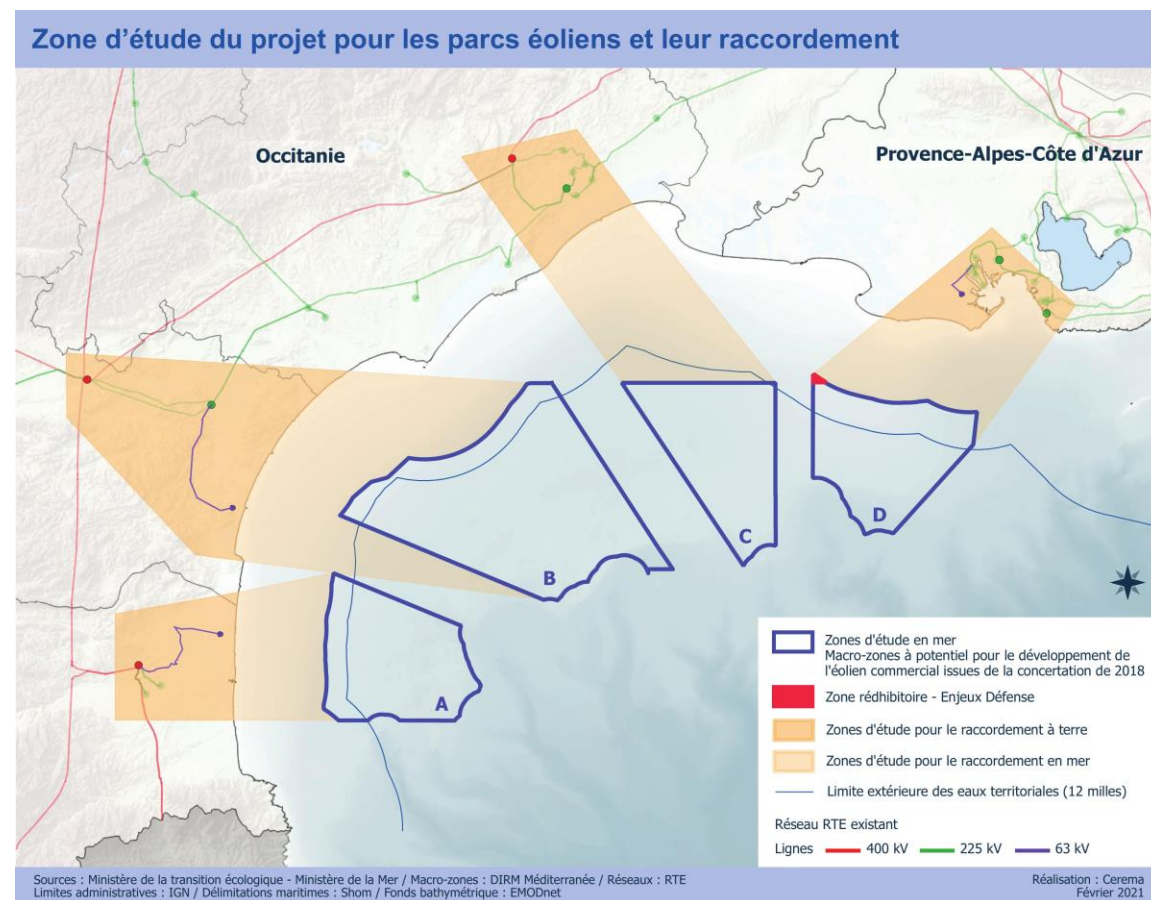 Zone d'étude du projet pour les parcs éoliens et leur raccordement
Occitanie
Provence-Alpes-Côte d'Azur
A
B
C
D
Zones d'étude en mer
Macro-zones à potentiel pour le développement de
l'éolien commercial issues de la concertation de 2018
Zone rédhibitoire - Enjeux Défense
Zones d'étude pour le raccordement à terre
Zones d'étude pour le raccordement en mer
Limite extérieure des eaux territoriales (12 milles)
Réseau RTE existant
Lignes 400 kV 225 kV 63 kV
Sources : Ministère de la transition écologique - Ministère de la Mer / Macro-zones : DIRM Méditerranée / Réseaux : RTE
Limites administratives : IGN / Délimitations maritimes : Shom / Fonds bathymétrique : EMODnet
Réalisation : Cerema
Février 2021